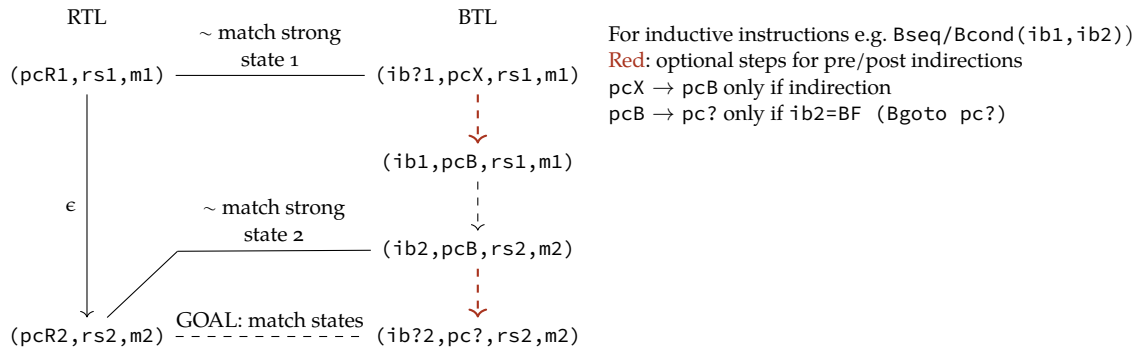 RTL
BTL
~ match strong
state 1
(pcR1,rs1,m1)
(ib?1,pcX,rs1,m1)
For inductive instructions e.g. Bseq/Bcond(ib1,ib2))
Red: optional steps for pre/post indirections
pcX → pcB only if indirection
pcB → pc? only if ib2=BF (Bgoto pc?)
(ib1,pcB,rs1,m1)
ϵ
~ match strong
state 2
(ib2,pcB,rs2,m2)
(pcR2,rs2,m2)
GOAL: match states
(ib?2,pc?,rs2,m2)